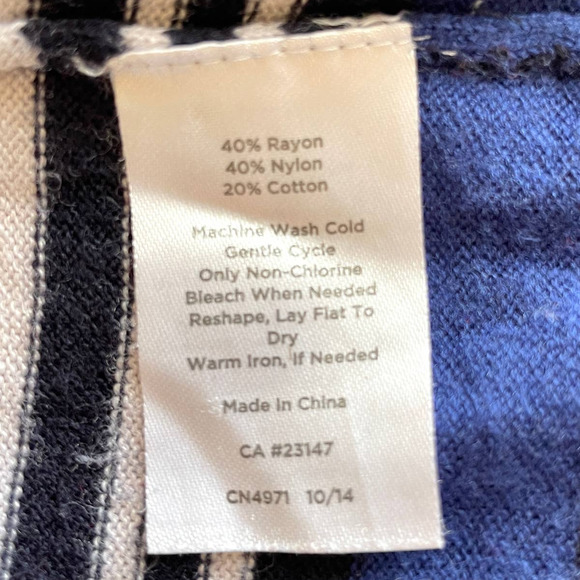 40% Rayon
40% Nylon
20% Cotton
Machine Wash Cold
Gentle Cycle
Only Non-Chlorine
Bleach When Needed
Reshape, Lay Flat To
Dry
Warm Iron, If Needed
Made In China
CA #23147
CN4971 10/14